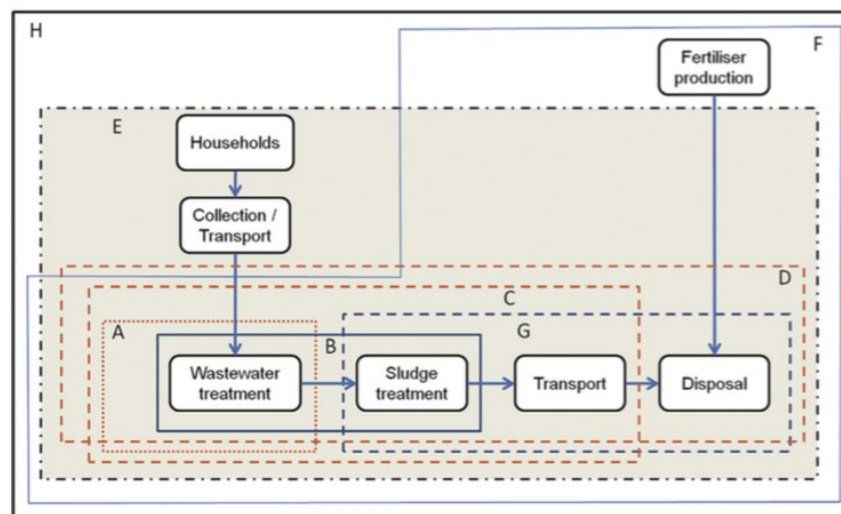 H
F
Fertiliser
production
E
Households
Collection /
Transport
D
C
A
G
B
Wastewater
treatment
Sludge
treatment
Transport
Disposal